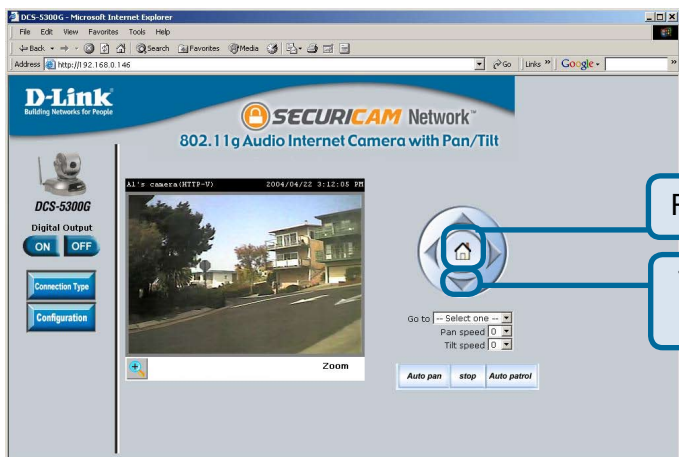 DCS-5300G - Microsoft Internet Explorer
File Edit View Favorites Tools Help
Back Search Favorites Media
Address http://192.168.0.146 Go Links » Google - »
D-Link
Building Networks for People
SECURICAM Network™
802.11g Audio Internet Camera with Pan/Tilt
DCS-5300G
Digital Output
ON OFF
Connection Type
Configuration
Al's camera(HTTP-V) 2004/04/22 3:12:05 PM
Zoom
Go to -- Select one --
Pan speed 0
Tilt speed 0
Auto pan stop Auto patrol